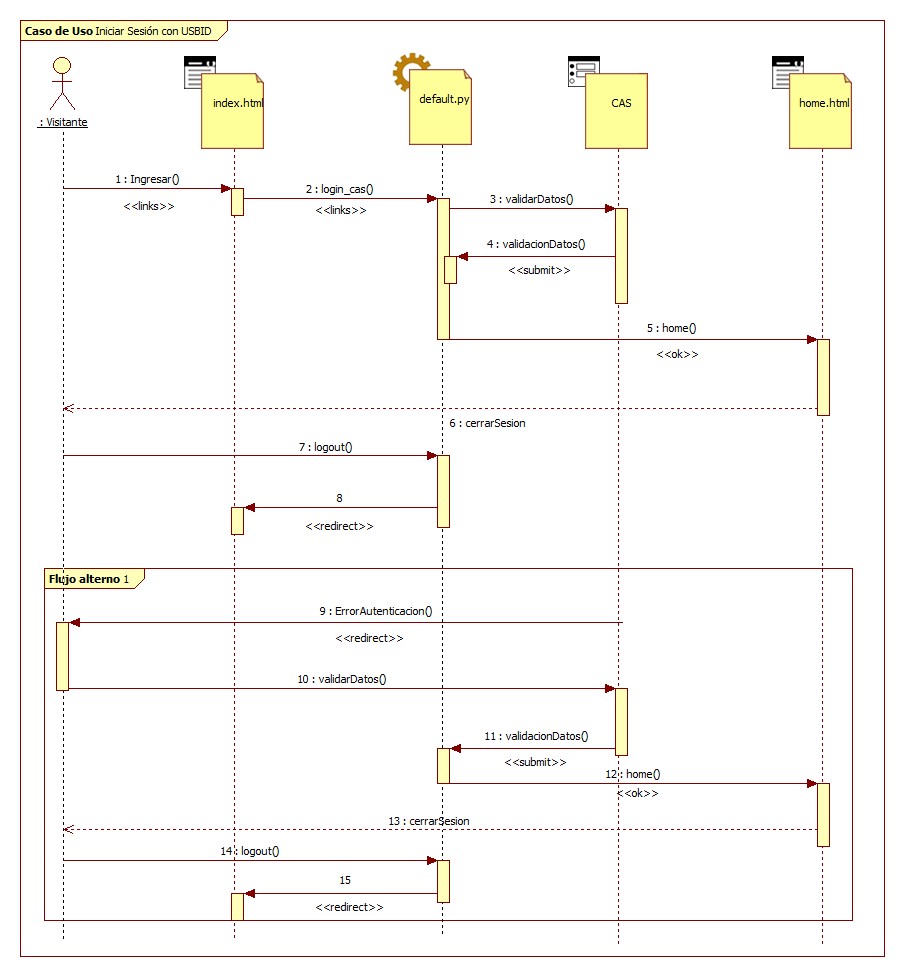 Caso de Uso Iniciar Sesión con USBID
: Visitante
index.html
default.py
CAS
home.html
1 : Ingresar()
<<links>>
2 : login_cas()
<<links>>
3 : validarDatos()
4 : validacionDatos()
<<submit>>
5 : home()
<<ok>>
6 : cerrarSesion
7 : logout()
8
<<redirect>>
Flujo alterno 1
9 : ErrorAutenticacion()
<<redirect>>
10 : validarDatos()
11 : validacionDatos()
<<submit>>
12 : home()
<<ok>>
13 : cerrarSesion
14 : logout()
15
<<redirect>>